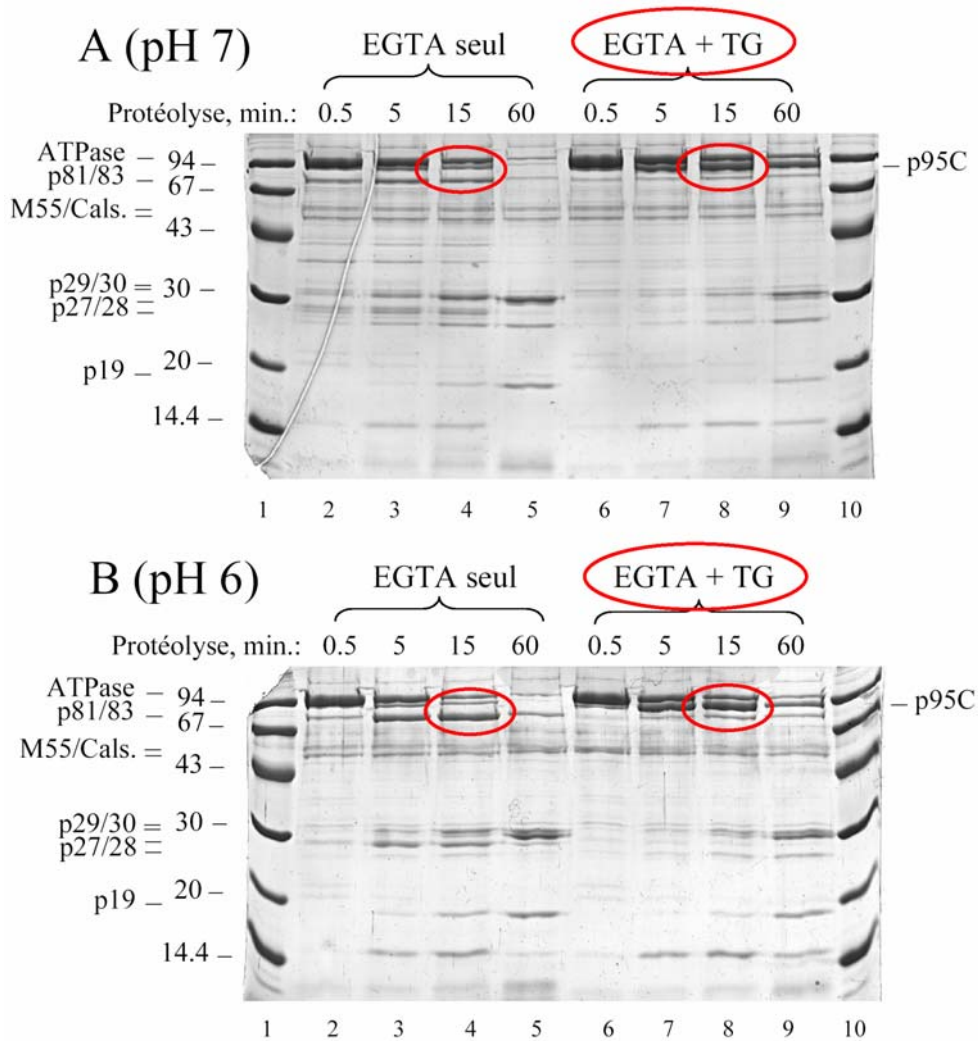 A (pH 7)
EGTA seul
EGTA + TG
Protéolyse, min.: 0.5 5 15 60 0.5 5 15 60
ATPase – 94 –
– p95C
p81/83 – 67 –
M55/Cals. = 43 –
p29/30 = 30 –
p27/28 =
20 –
p19 –
14.4 –
1 2 3 4 5 6 7 8 9 10
B (pH 6)
EGTA seul
EGTA + TG
Protéolyse, min.: 0.5 5 15 60 0.5 5 15 60
ATPase – 94 –
– p95C
p81/83 – 67 –
M55/Cals. =
43 –
p29/30 = 30 –
p27/28 =
20 –
p19 –
14.4 –
1 2 3 4 5 6 7 8 9 10